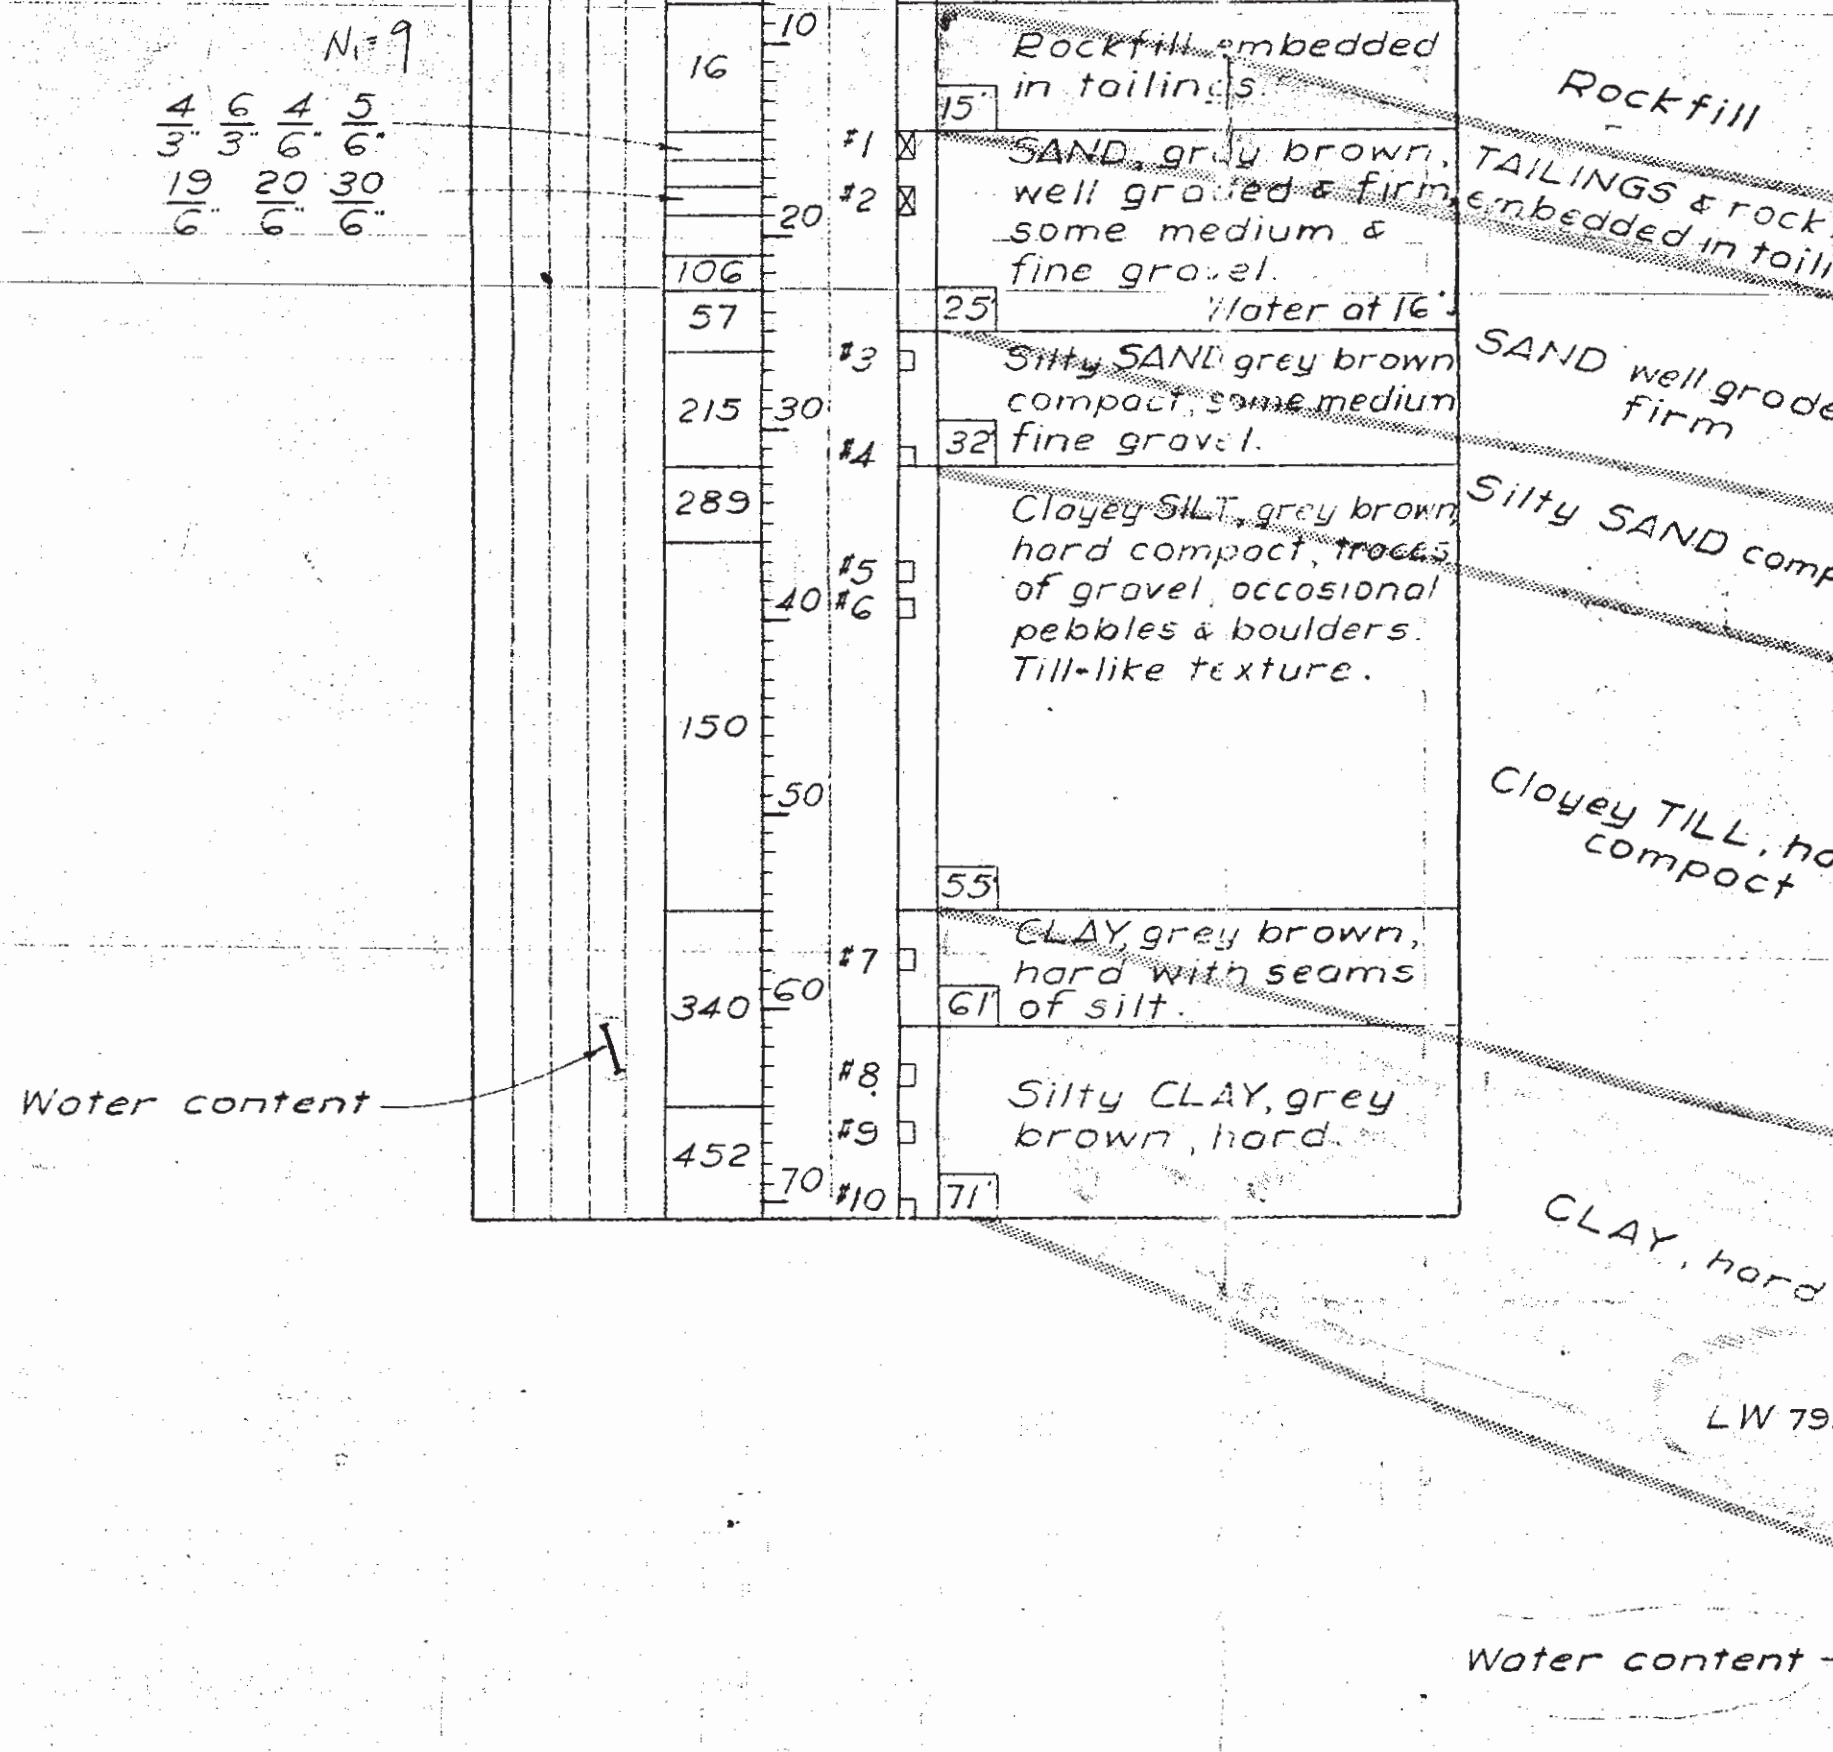 N₁=9
4/3" 6/3" 4/6" 5/6"
19/6" 20/6" 30/6"
Water content
16
106
57
215
289
150
340
452
10
20
30
40
50
60
70
#1
#2
#3
#4
#5
#6
#7
#8
#9
#10
Rockfill embedded
in tailings.
15'
SAND, gray brown,
well graded & firm,
some medium &
fine gravel.
Water at 16'
25'
Silty SAND grey brown
compact, some medium
fine gravel.
32'
Clayey SILT, grey brown,
hard compact, traces
of gravel, occasional
pebbles & boulders.
Till-like texture.
55'
CLAY, grey brown,
hard with seams
of silt.
61'
Silty CLAY, grey
brown, hard.
71'
Rockfill
TAILINGS & rock
embedded in taili
SAND well grade
firm
Silty SAND comp
Clayey TILL, ha
compact
CLAY, hard
LW 79
Water content